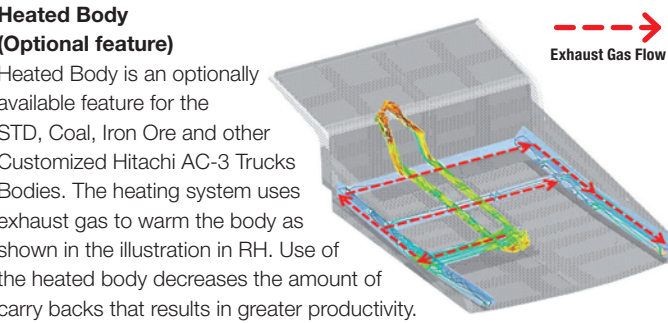 Heated Body
(Optional feature)
Heated Body is an optionally
available feature for the
STD, Coal, Iron Ore and other
Customized Hitachi AC-3 Trucks
Bodies. The heating system uses
exhaust gas to warm the body as
shown in the illustration in RH. Use of
the heated body decreases the amount of
carry backs that results in greater productivity.
Exhaust Gas Flow